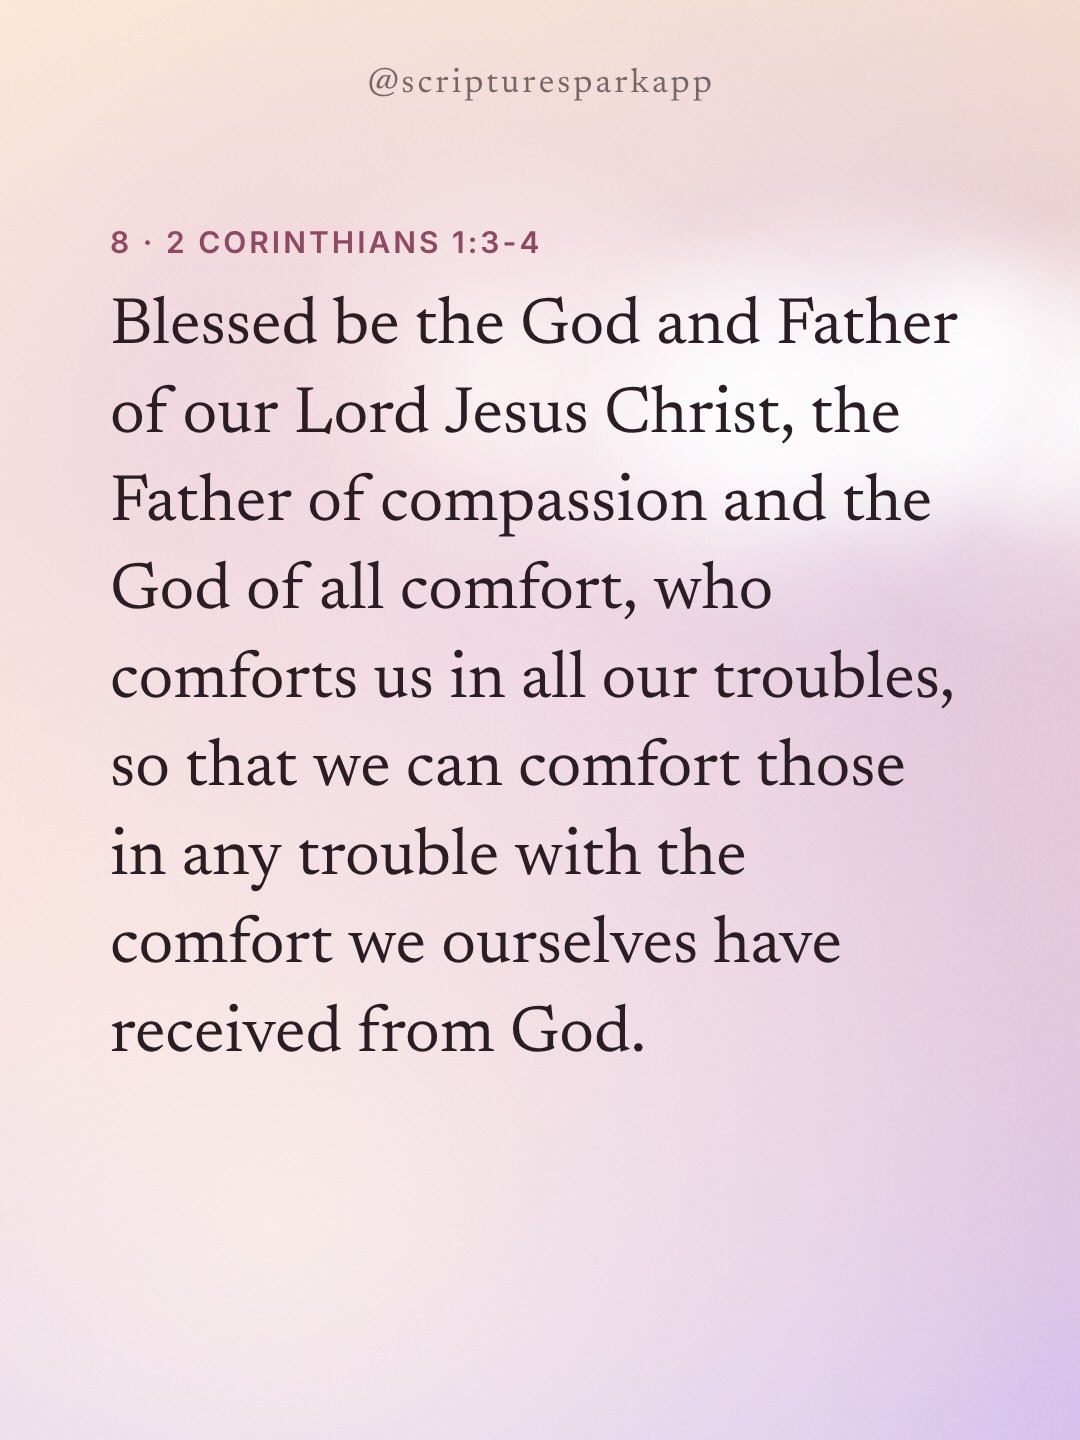 @scripturesparkapp
8 · 2 CORINTHIANS 1:3-4
Blessed be the God and Father
of our Lord Jesus Christ, the
Father of compassion and the
God of all comfort, who
comforts us in all our troubles,
so that we can comfort those
in any trouble with the
comfort we ourselves have
received from God.